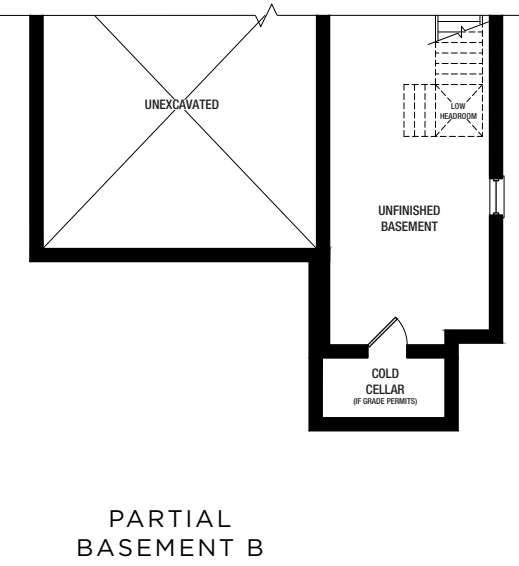 UNEXCAVATED
LOW
HEADROOM
UNFINISHED
BASEMENT
COLD
CELLAR
(IF GRADE PERMITS)
PARTIAL
BASEMENT B